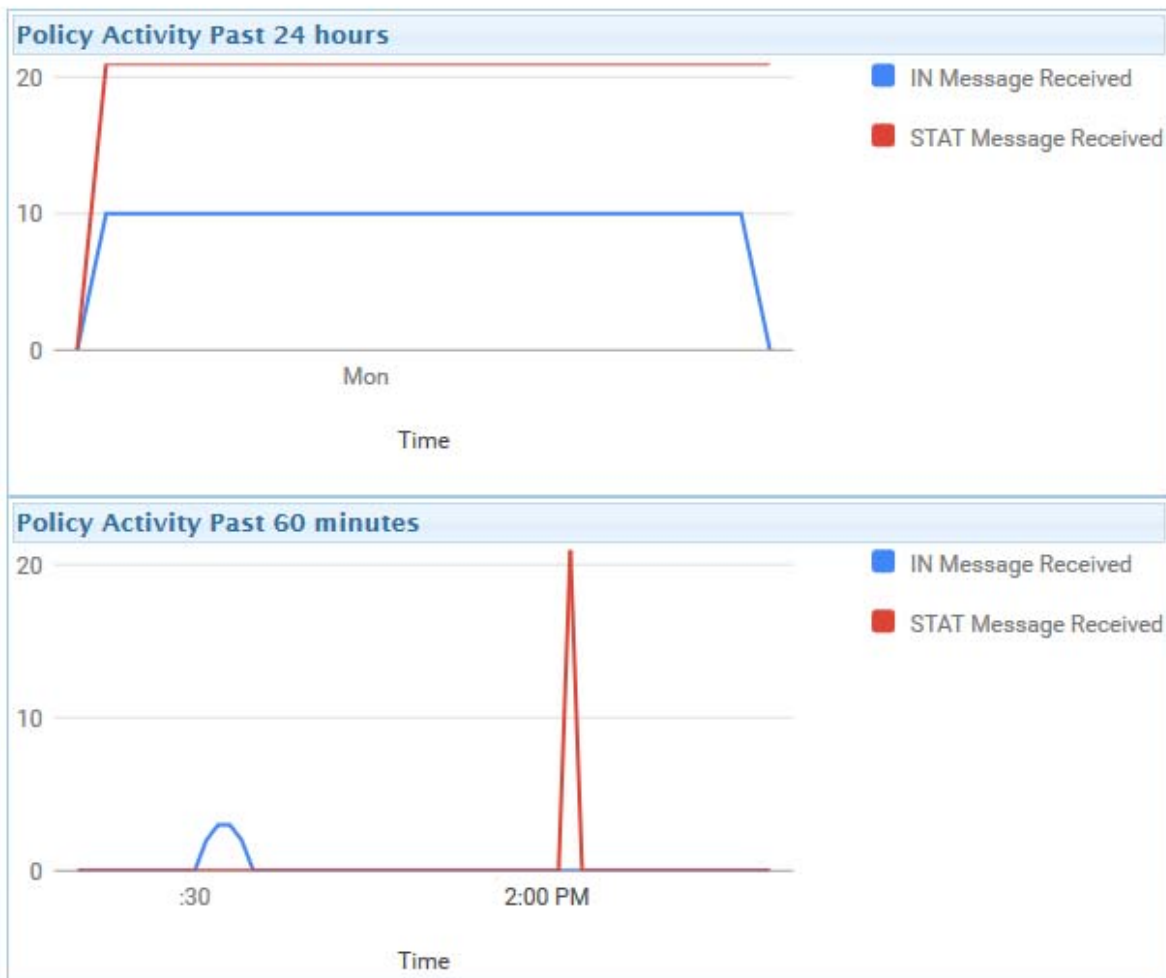 Policy Activity Past 24 hours
20
10
0
Mon
Time
IN Message Received
STAT Message Received
Policy Activity Past 60 minutes
20
10
0
:30
2:00 PM
Time
IN Message Received
STAT Message Received